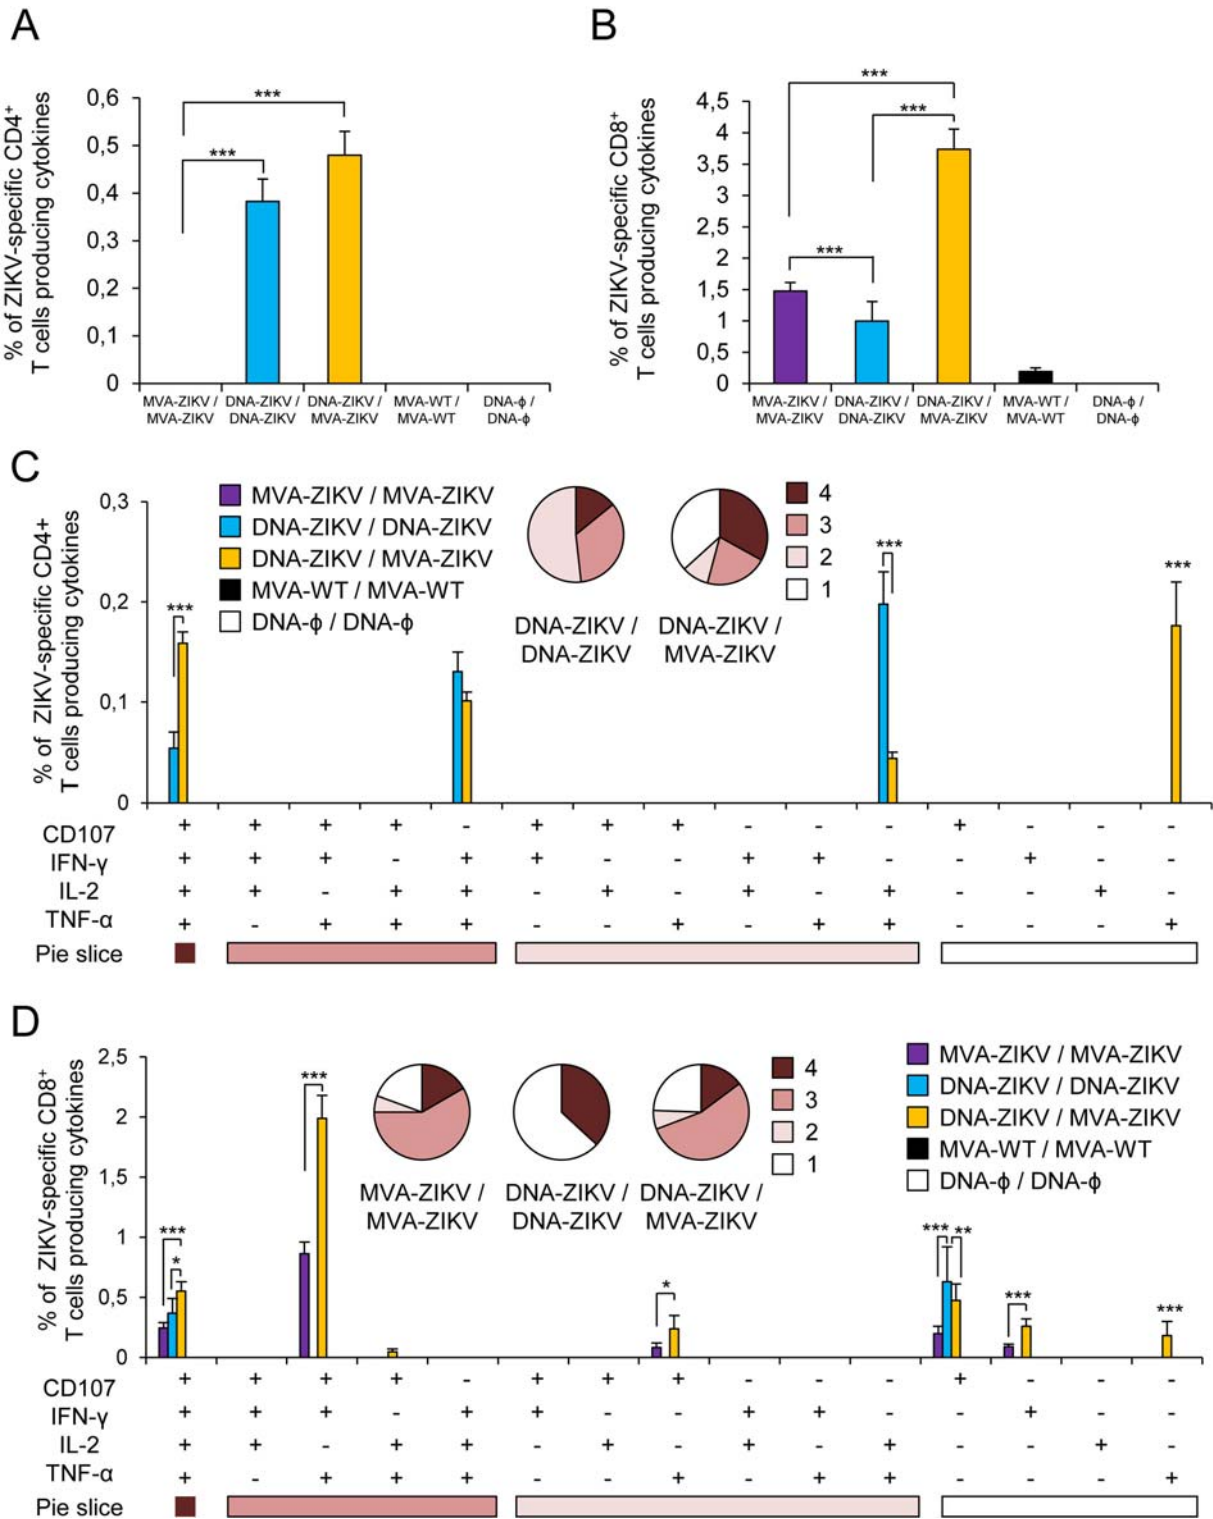 A
% of ZIKV-specific CD4+
T cells producing cytokines
0,6
0,5
0,4
0,3
0,2
0,1
0
***
***
MVA-ZIKV / MVA-ZIKV
DNA-ZIKV / DNA-ZIKV
DNA-ZIKV / MVA-ZIKV
MVA-WT / MVA-WT
DNA-ϕ / DNA-ϕ
B
% of ZIKV-specific CD8+
T cells producing cytokines
4,5
4
3,5
3
2,5
2
1,5
1
0,5
0
***
***
***
MVA-ZIKV / MVA-ZIKV
DNA-ZIKV / DNA-ZIKV
DNA-ZIKV / MVA-ZIKV
MVA-WT / MVA-WT
DNA-ϕ / DNA-ϕ
C
% of ZIKV-specific CD4+
T cells producing cytokines
0,3
0,2
0,1
0
MVA-ZIKV / MVA-ZIKV
DNA-ZIKV / DNA-ZIKV
DNA-ZIKV / MVA-ZIKV
MVA-WT / MVA-WT
DNA-ϕ / DNA-ϕ
DNA-ZIKV /
DNA-ZIKV
DNA-ZIKV /
MVA-ZIKV
4
3
2
1
***
***
***
CD107 + + + + - + + + - - - + - - -
IFN-γ + + + - + + - - + + - - + - -
IL-2 + + - + + - + - + - + - - + -
TNF-α + - + + + - - + - + + - - - +
Pie slice
D
% of ZIKV-specific CD8+
T cells producing cytokines
2,5
2
1,5
1
0,5
0
MVA-ZIKV /
MVA-ZIKV
DNA-ZIKV /
DNA-ZIKV
DNA-ZIKV /
MVA-ZIKV
4
3
2
1
MVA-ZIKV / MVA-ZIKV
DNA-ZIKV / DNA-ZIKV
DNA-ZIKV / MVA-ZIKV
MVA-WT / MVA-WT
DNA-ϕ / DNA-ϕ
***
*
***
*
***
**
***
***
CD107 + + + + - + + + - - - + - - -
IFN-γ + + + - + + - - + + - - + - -
IL-2 + + - + + - + - + - + - - + -
TNF-α + - + + + - - + - + + - - - +
Pie slice